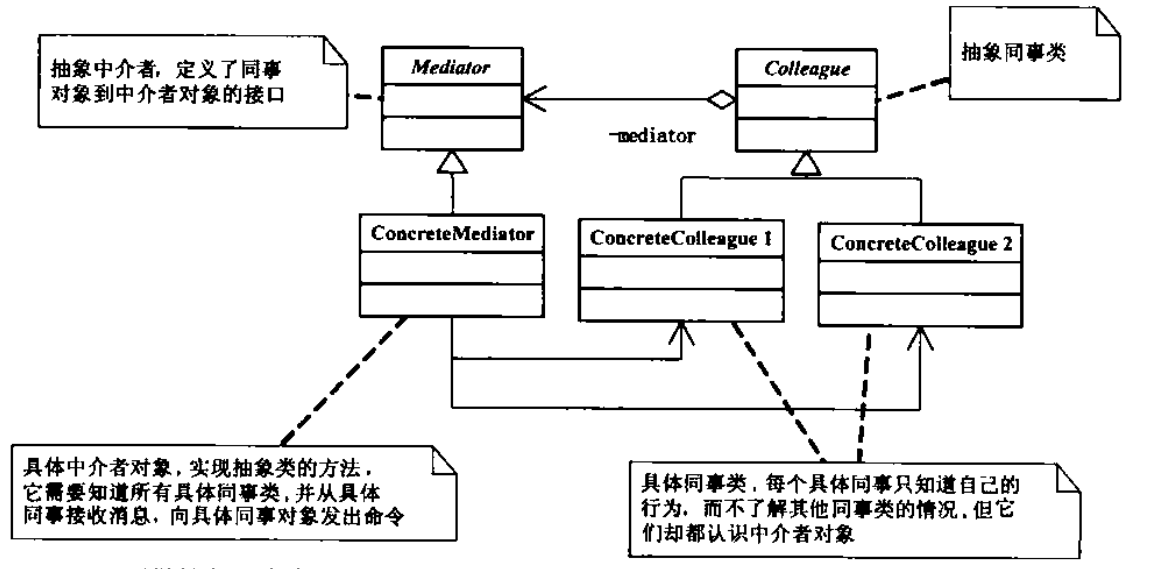 抽象中介者，定义了同事
对象到中介者对象的接口
Mediator
Colleague
抽象同事类
-mediator
ConcreteMediator
ConcreteColleague 1
ConcreteColleague 2
具体中介者对象，实现抽象类的方法，
它需要知道所有具体同事类，并从具体
同事接收消息，向具体同事对象发出命令
具体同事类，每个具体同事只知道自己的
行为，而不了解其他同事类的情况，但它
们却都认识中介者对象